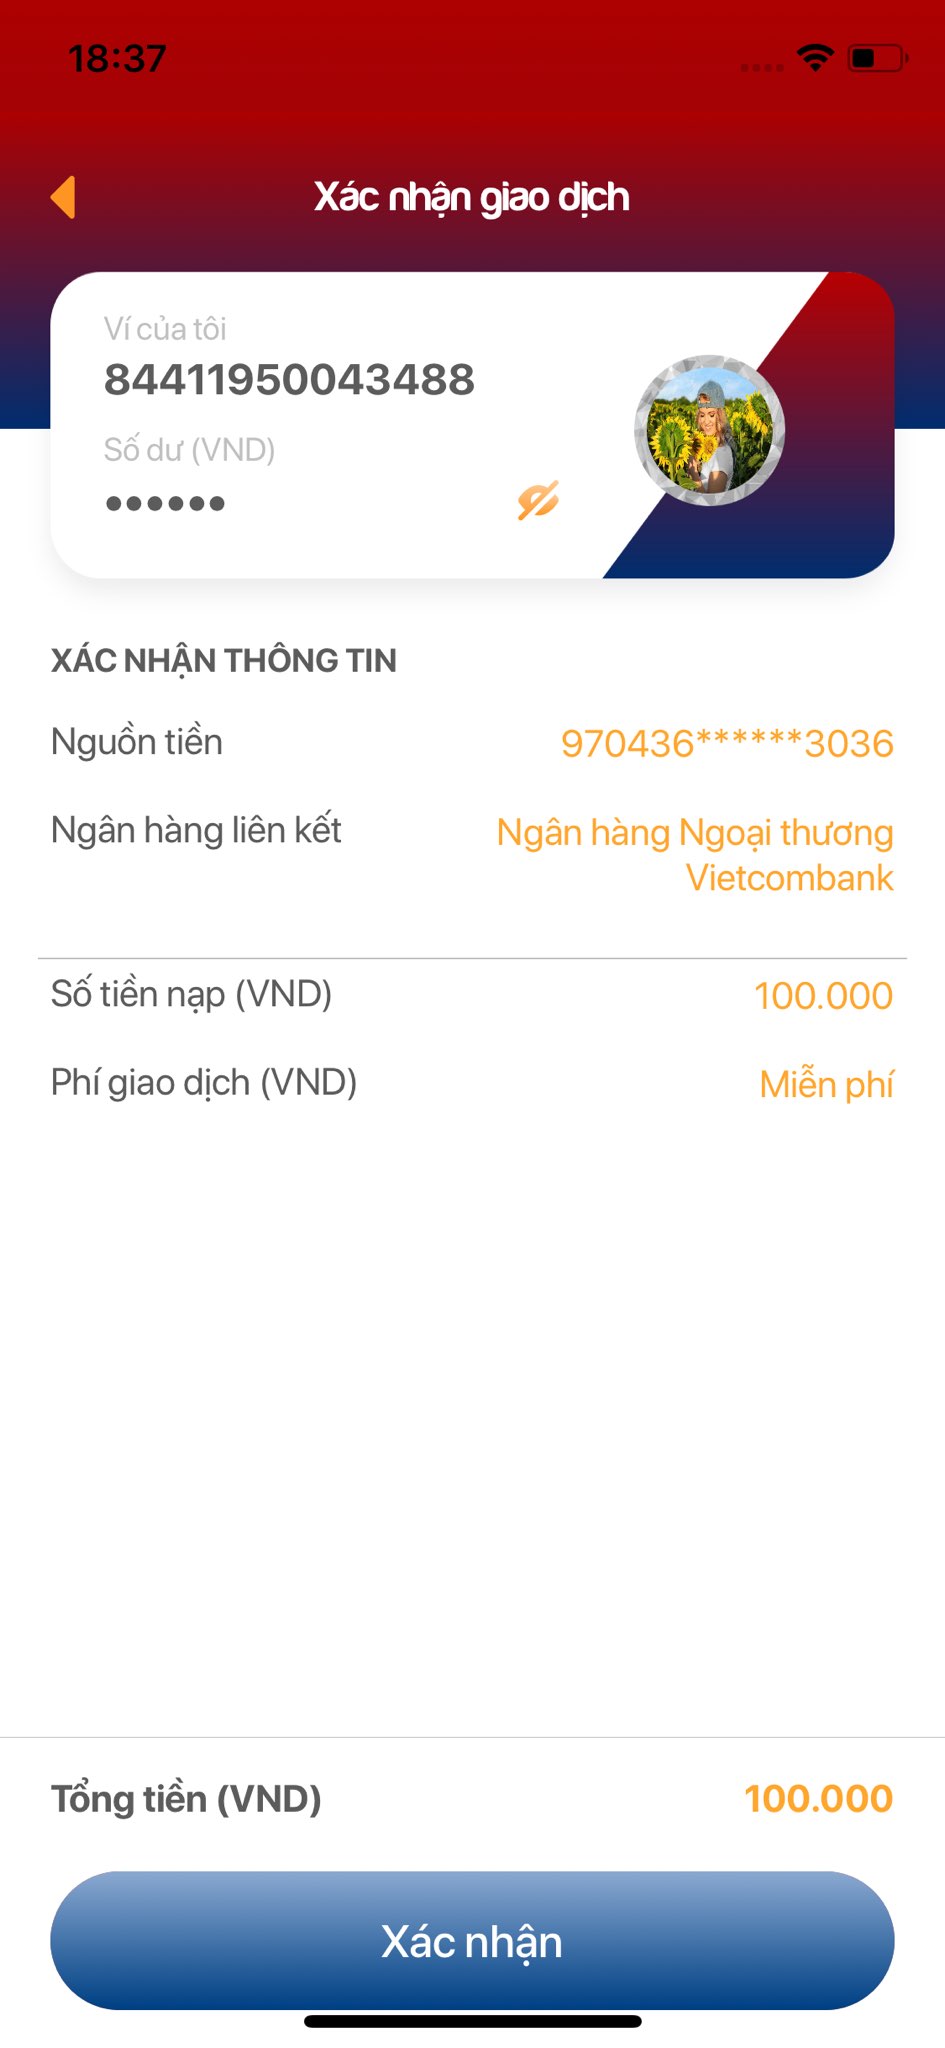 18:37
Xác nhận giao dịch
Ví của tôi
84411950043488
Số dư (VND)
••••••
XÁC NHẬN THÔNG TIN
Nguồn tiền
970436******3036
Ngân hàng liên kết
Ngân hàng Ngoại thương
Vietcombank
Số tiền nạp (VND)
100.000
Phí giao dịch (VND)
Miễn phí
Tổng tiền (VND)
100.000
Xác nhận